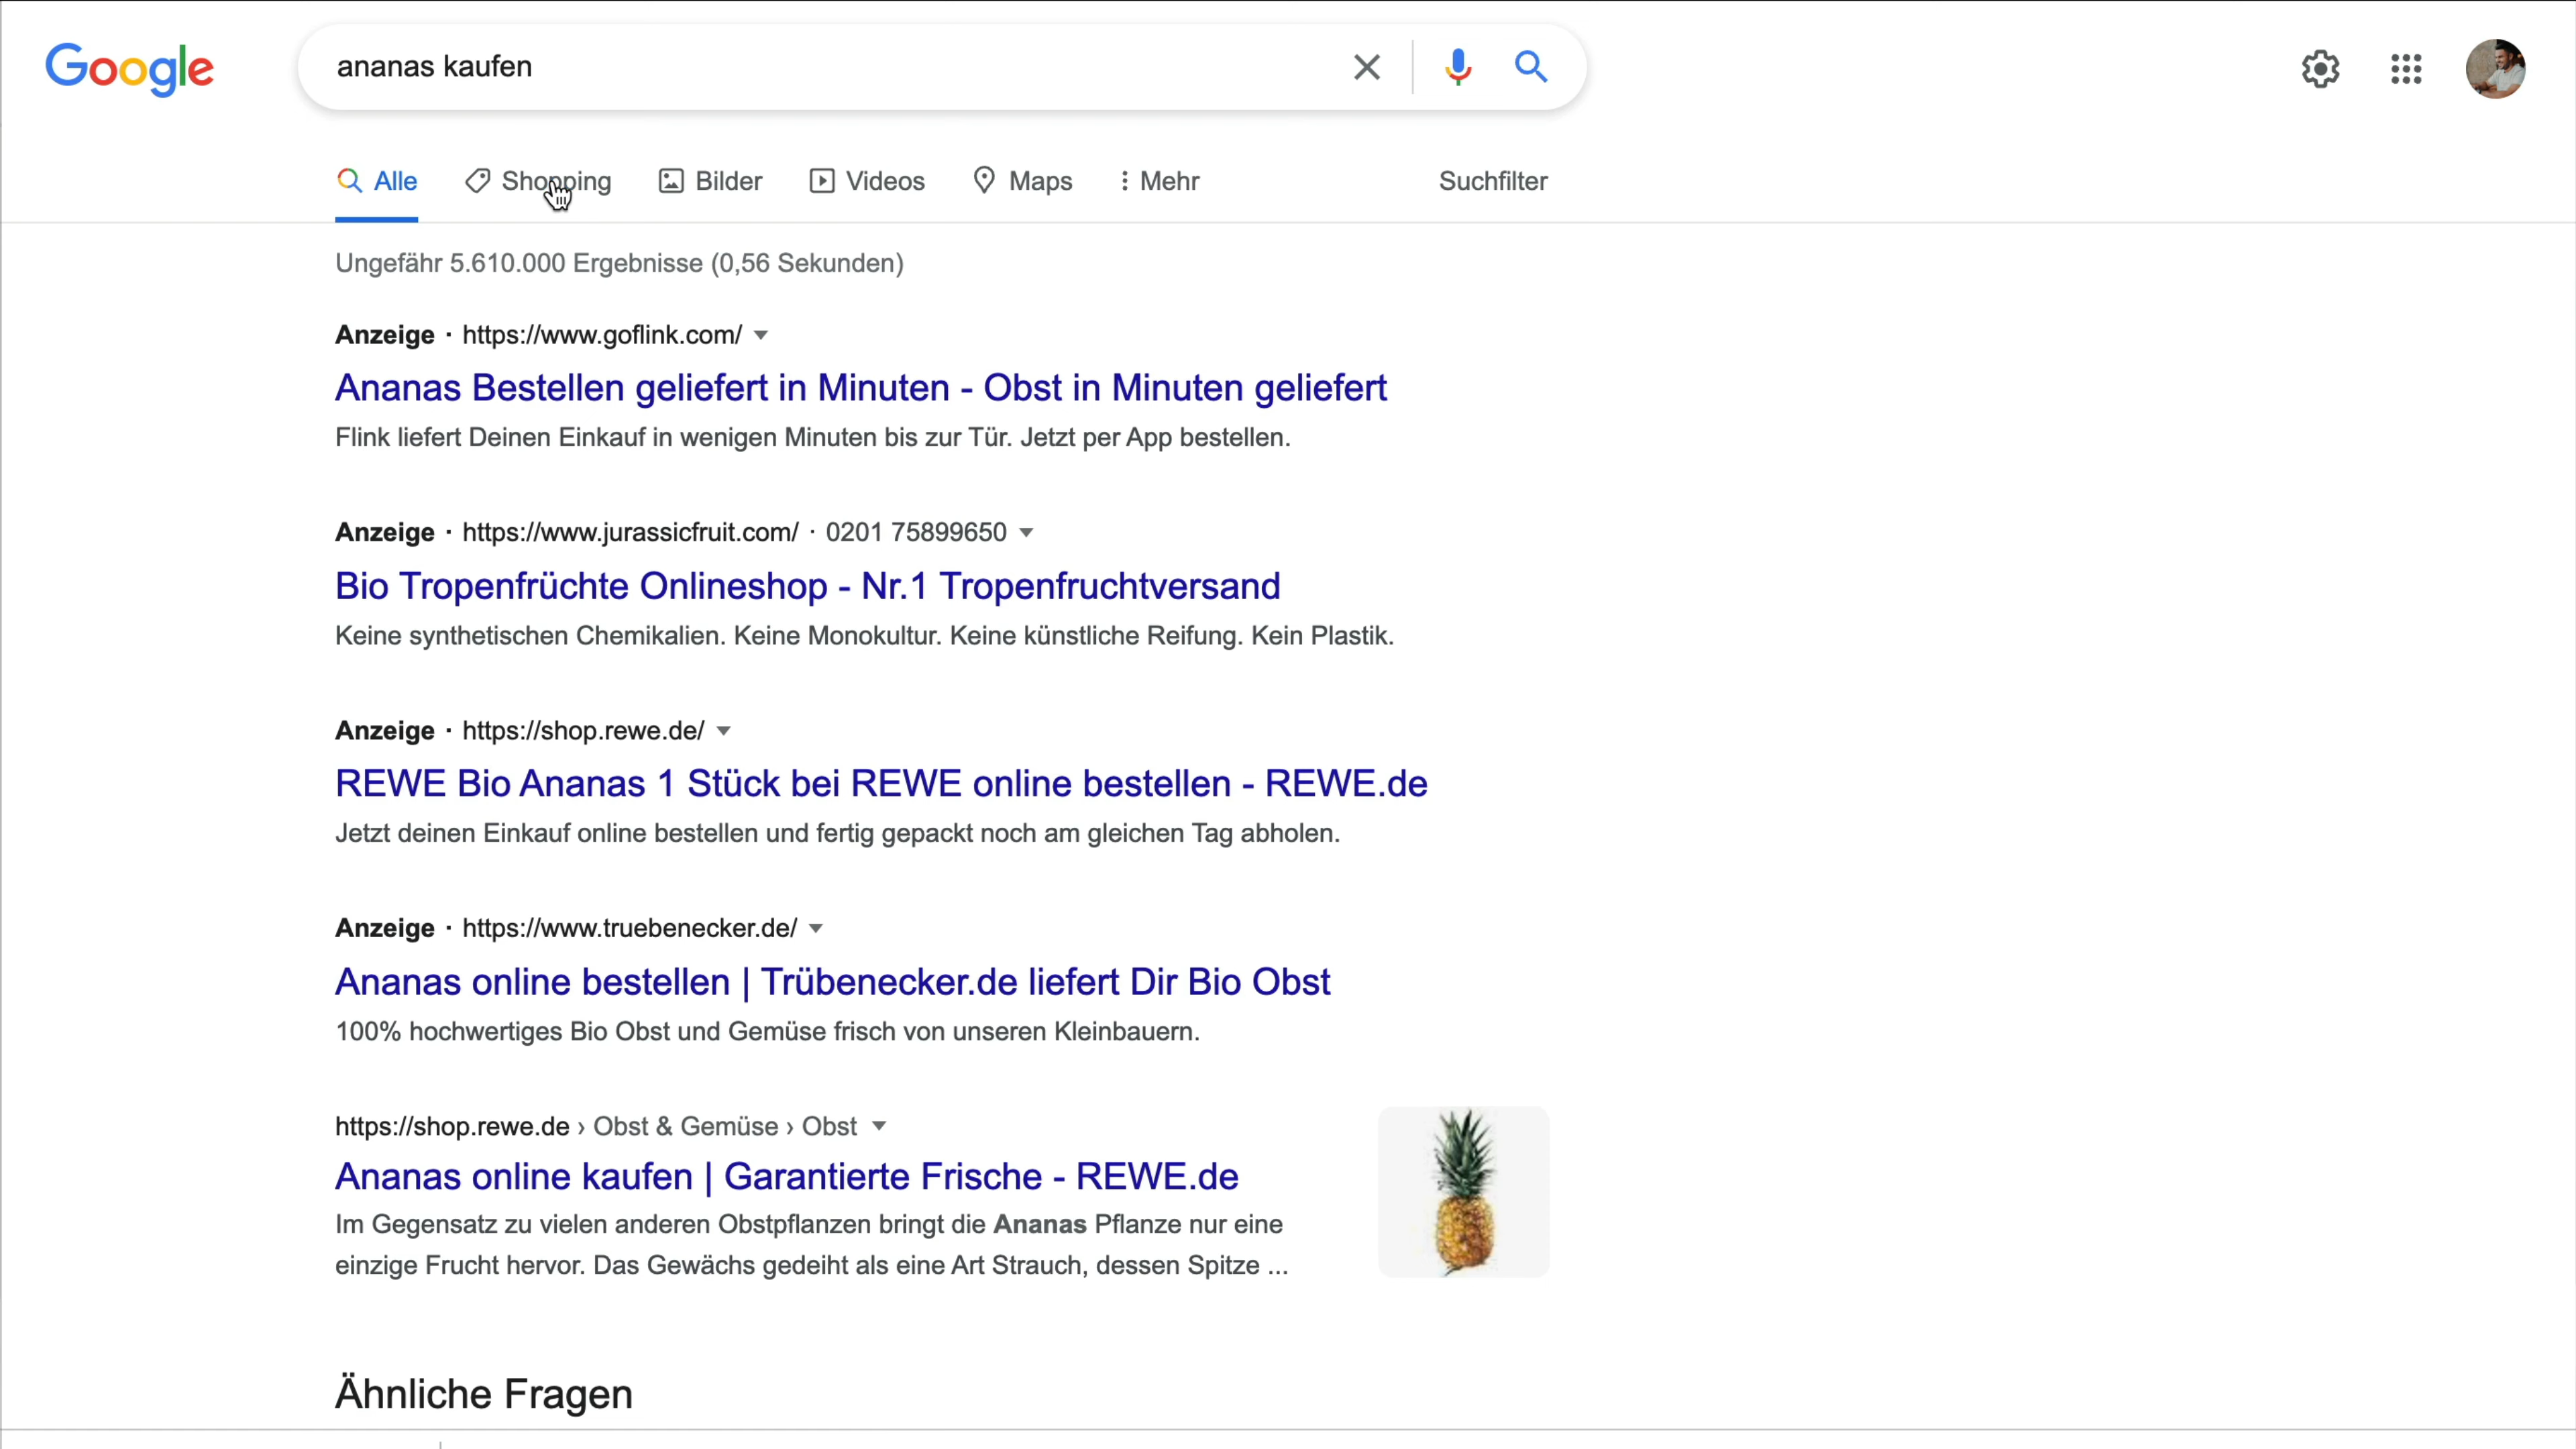 Google
ananas kaufen
Alle Shopping Bilder Videos Maps Mehr Suchfilter
Ungefähr 5.610.000 Ergebnisse (0,56 Sekunden)
Anzeige · https://www.goflink.com/
Ananas Bestellen geliefert in Minuten - Obst in Minuten geliefert
Flink liefert Deinen Einkauf in wenigen Minuten bis zur Tür. Jetzt per App bestellen.
Anzeige · https://www.jurassicfruit.com/ · 0201 75899650
Bio Tropenfrüchte Onlineshop - Nr.1 Tropenfruchtversand
Keine synthetischen Chemikalien. Keine Monokultur. Keine künstliche Reifung. Kein Plastik.
Anzeige · https://shop.rewe.de/
REWE Bio Ananas 1 Stück bei REWE online bestellen - REWE.de
Jetzt deinen Einkauf online bestellen und fertig gepackt noch am gleichen Tag abholen.
Anzeige · https://www.truebenecker.de/
Ananas online bestellen | Trübenecker.de liefert Dir Bio Obst
100% hochwertiges Bio Obst und Gemüse frisch von unseren Kleinbauern.
https://shop.rewe.de › Obst & Gemüse › Obst
Ananas online kaufen | Garantierte Frische - REWE.de
Im Gegensatz zu vielen anderen Obstpflanzen bringt die Ananas Pflanze nur eine
einzige Frucht hervor. Das Gewächs gedeiht als eine Art Strauch, dessen Spitze ...
Ähnliche Fragen